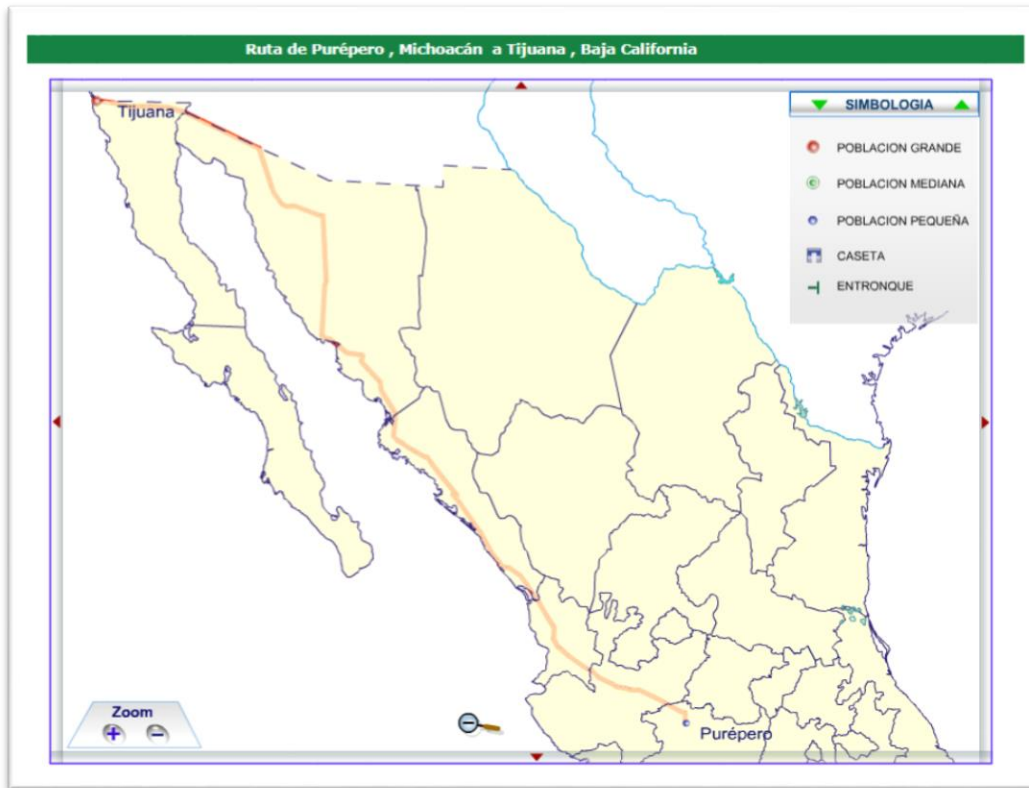 Ruta de Purépero , Michoacán a Tijuana , Baja California
Tijuana
SIMBOLOGIA
POBLACION GRANDE
POBLACION MEDIANA
POBLACION PEQUEÑA
CASETA
ENTRONQUE
Zoom
Purépero